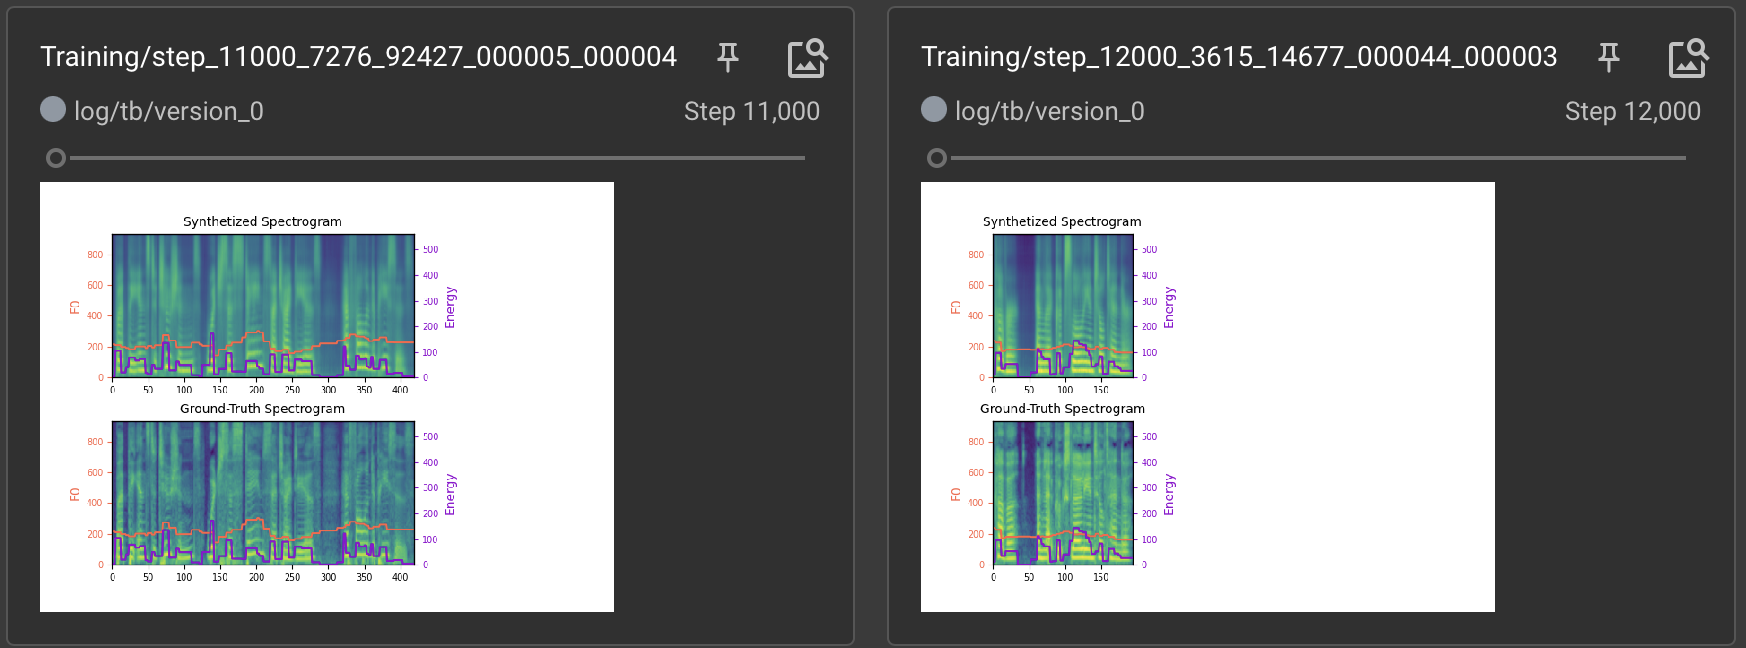 Training/step_11000_7276_92427_000005_000004
log/tb/version_0
Step 11,000
Synthetized Spectrogram
800
600
400
200
0
F0
500
400
300
200
100
0
Energy
0 50 100 150 200 250 300 350 400
Ground-Truth Spectrogram
800
600
400
200
0
F0
500
400
300
200
100
0
Energy
0 50 100 150 200 250 300 350 400
Training/step_12000_3615_14677_000044_000003
log/tb/version_0
Step 12,000
Synthetized Spectrogram
800
600
400
200
0
F0
500
400
300
200
100
0
Energy
0 50 100 150
Ground-Truth Spectrogram
800
600
400
200
0
F0
500
400
300
200
100
0
Energy
0 50 100 150